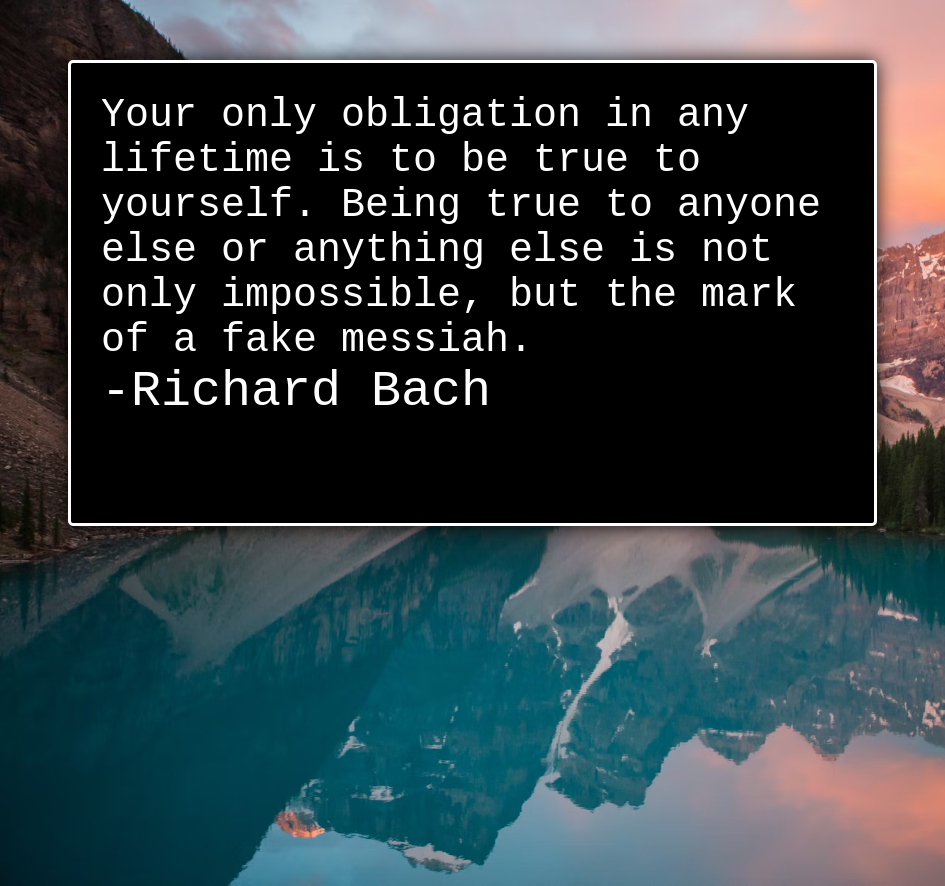 Your only obligation in any
lifetime is to be true to
yourself. Being true to anyone
else or anything else is not
only impossible, but the mark
of a fake messiah.
-Richard Bach